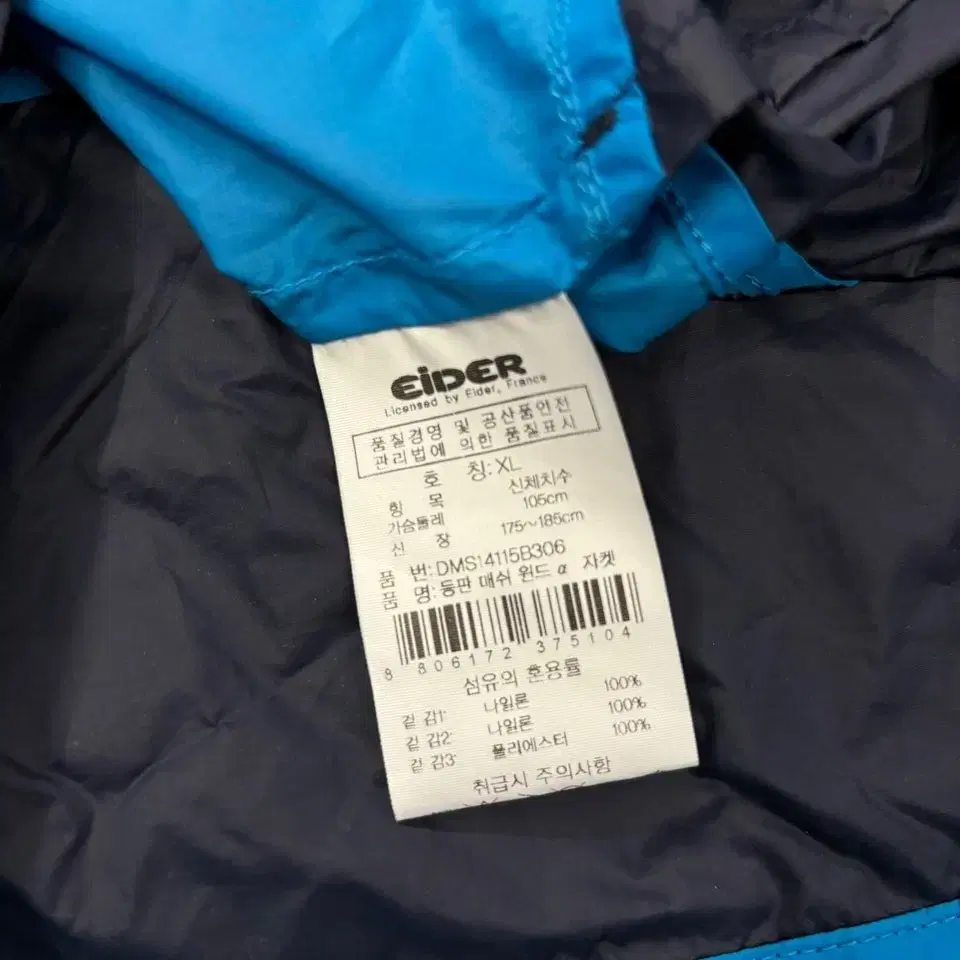 EiDER
Licensed by Eider, France
품질경영 및 공산품안전
관리법에 의한 품질표시
호 칭: XL
항 목 신체치수
가슴둘레 105cm
신 장 175~185cm
품 번: DMS14115B306
품 명: 등판 매쉬 윈드 α 자켓
8 806172 375104
섬유의 혼용률
겉 감1: 나일론 100%
겉 감2: 나일론 100%
겉 감3: 폴리에스터 100%
취급시 주의사항